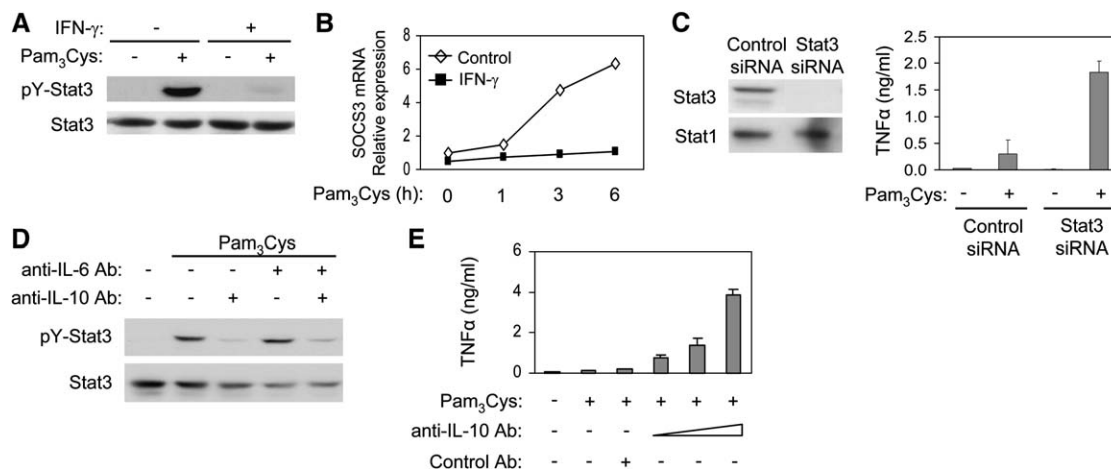 A
IFN-γ: - +
Pam3Cys: - + - +
pY-Stat3
Stat3
B
SOCS3 mRNA
Relative expression
8
6
4
2
0
Control
IFN-γ
Pam3Cys (h): 0 1 3 6
C
Control siRNA
Stat3 siRNA
Stat3
Stat1
TNFα (ng/ml)
2.5
2.0
1.5
1.0
0.5
0.0
Pam3Cys: - + - +
Control siRNA
Stat3 siRNA
D
Pam3Cys
anti-IL-6 Ab: - - - + +
anti-IL-10 Ab: - - + - +
pY-Stat3
Stat3
E
TNFα (ng/ml)
6
4
2
0
Pam3Cys: - + + + + +
anti-IL-10 Ab: - - -
Control Ab: - - + - - -